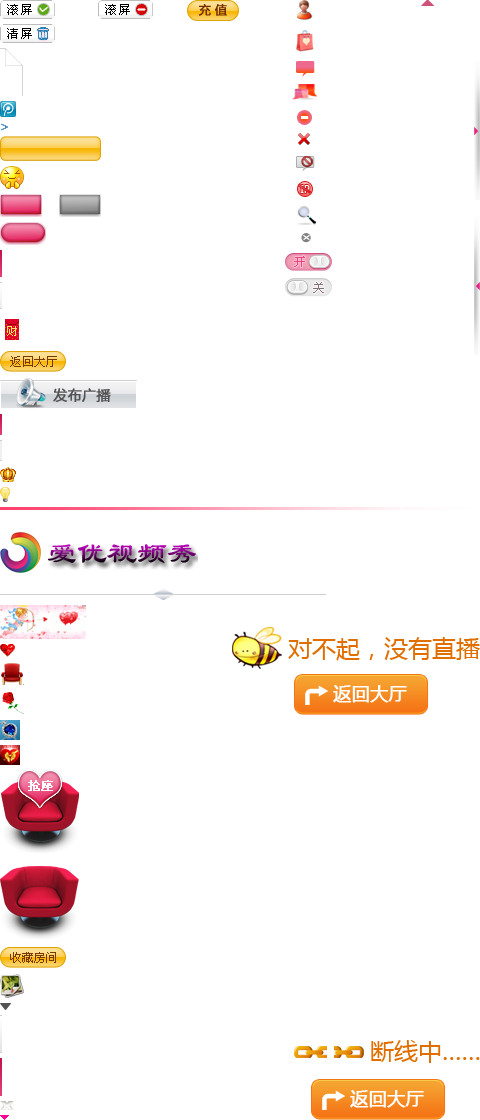 滚屏
滚屏
充值
清屏
>
开
关
财
返回大厅
发布广播
爱优视频秀
对不起，没有直播
返回大厅
抢座
收藏房间
断线中......
返回大厅